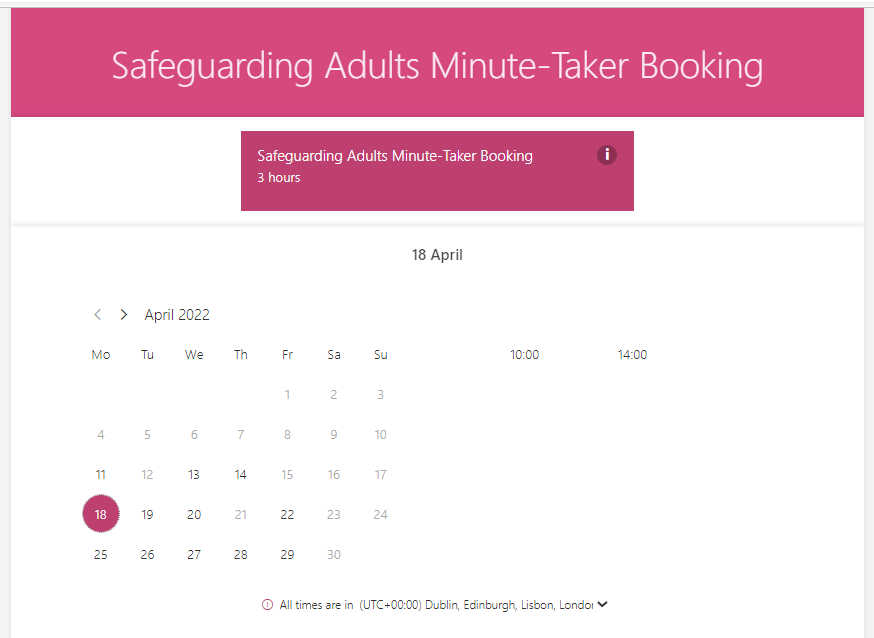 Safeguarding Adults Minute-Taker Booking
Safeguarding Adults Minute-Taker Booking
i
3 hours
18 April
April 2022
Mo Tu We Th Fr Sa Su 10:00 14:00
1 2 3
4 5 6 7 8 9 10
11 12 13 14 15 16 17
18 19 20 21 22 23 24
25 26 27 28 29 30
All times are in (UTC+00:00) Dublin, Edinburgh, Lisbon,